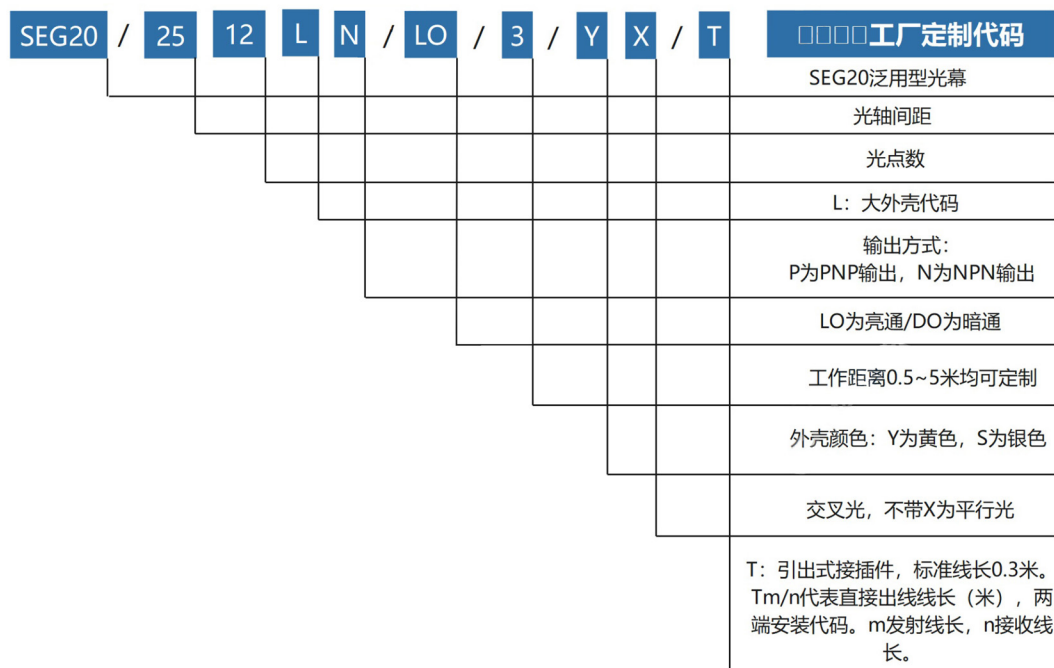 SEG20 / 25 12 L N / LO / 3 / Y X / T 工厂定制代码
SEG20泛用型光幕
光轴间距
光点数
L：大外壳代码
输出方式：
P为PNP输出，N为NPN输出
LO为亮通/DO为暗通
工作距离0.5~5米均可定制
外壳颜色：Y为黄色，S为银色
交叉光，不带X为平行光
T：引出式接插件，标准线长0.3米。
Tm/n代表直接出线线长（米），两
端安装代码。m发射线长，n接收线
长。